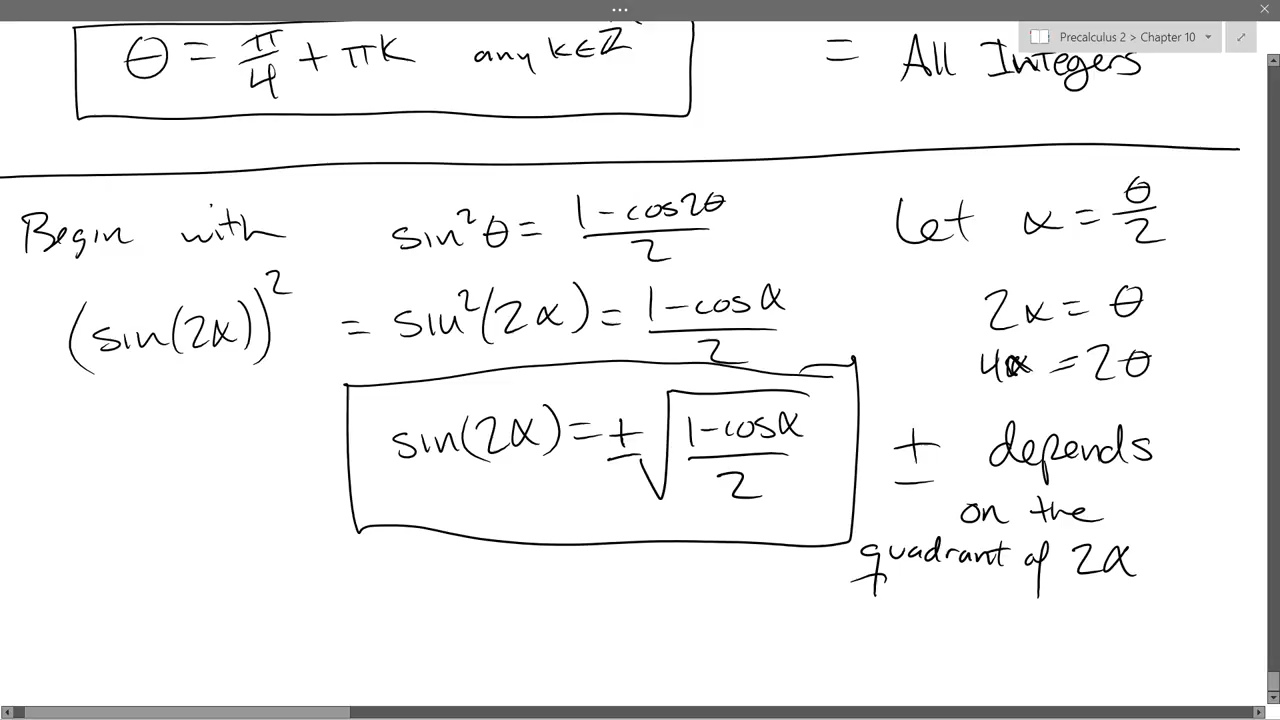 Precalculus 2 > Chapter 10
θ = π/4 + πk any k∈ℤ
= All Integers
Begin with sin²θ = (1-cos2θ)/2 Let α = θ/2
(sin(2α))² = sin²(2α) = (1-cosα)/2 2α = θ
4α = 2θ
sin(2α) = ±√((1-cosα)/2) ± depends
on the
quadrant of 2α